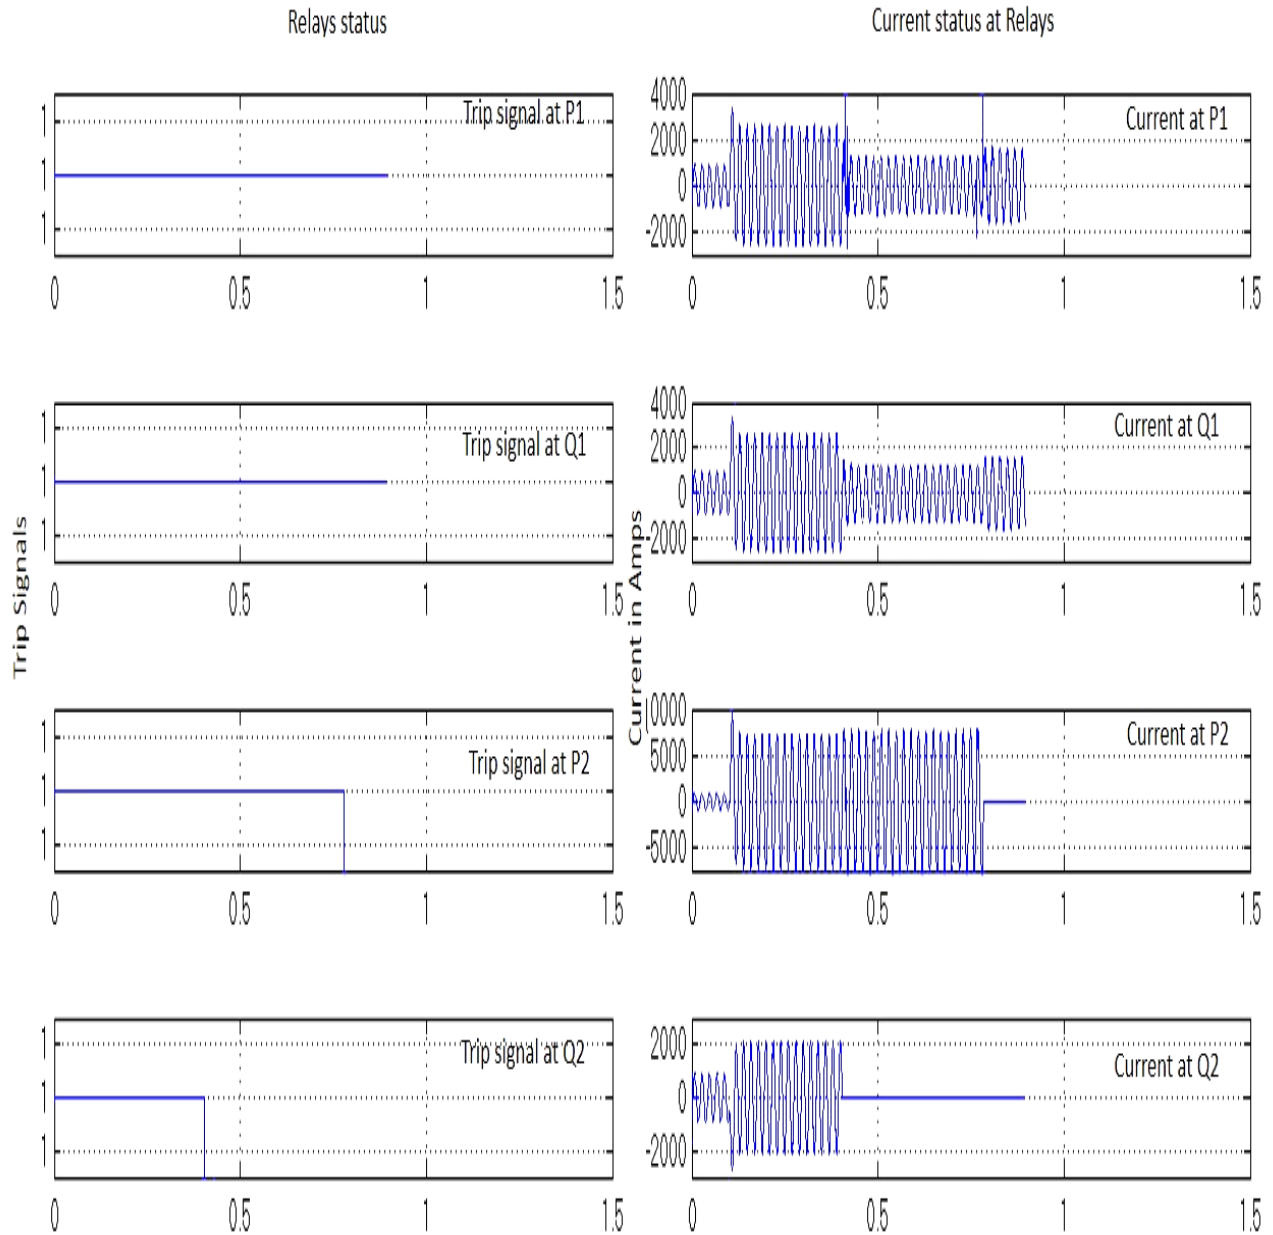 Relays status
Current status at Relays
Trip Signals
Current in Amps
1
1
1
Trip signal at P1
0 0.5 1 1.5
4000
2000
0
-2000
Current at P1
0 0.5 1 1.5
1
1
1
Trip signal at Q1
0 0.5 1 1.5
4000
2000
0
-2000
Current at Q1
0 0.5 1 1.5
1
1
1
Trip signal at P2
0 0.5 1 1.5
10000
5000
0
-5000
Current at P2
0 0.5 1 1.5
1
1
1
Trip signal at Q2
0 0.5 1 1.5
2000
0
-2000
Current at Q2
0 0.5 1 1.5